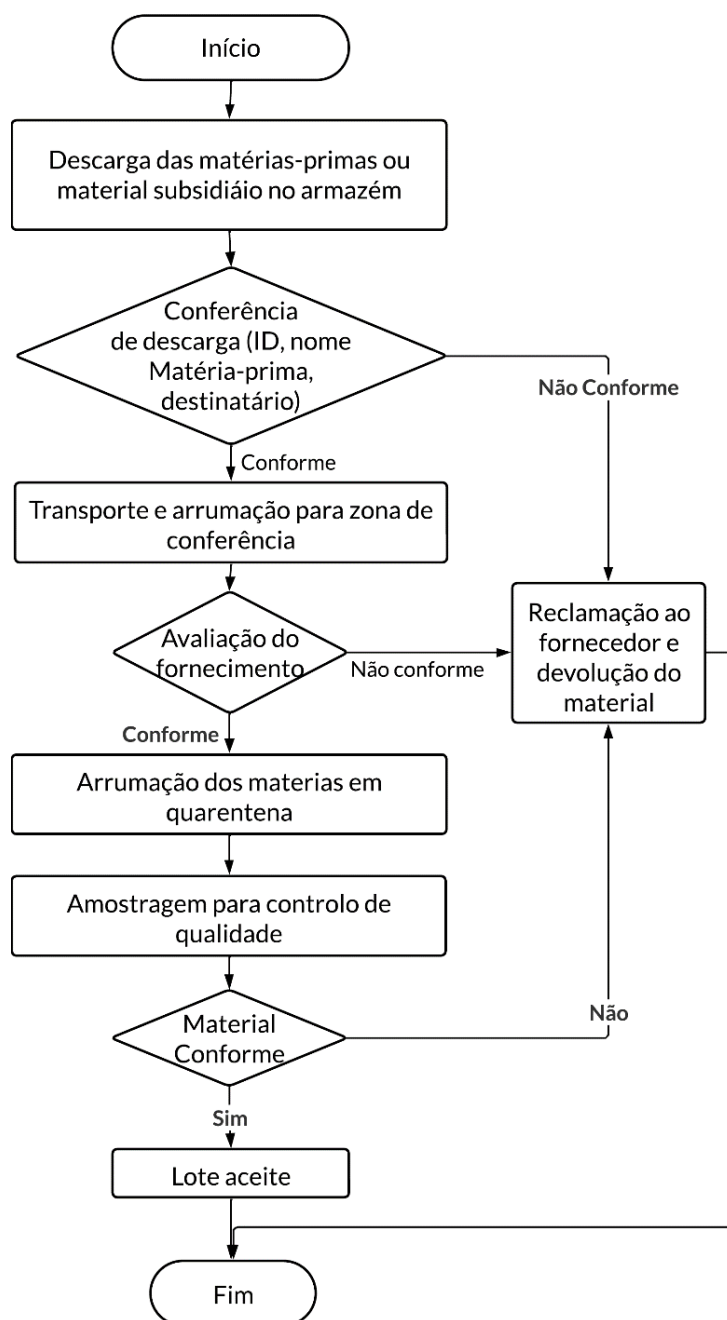 Início
Descarga das matérias-primas ou
material subsidiáio no armazém
Conferência
de descarga (ID, nome
Matéria-prima,
destinatário)
Não Conforme
Conforme
Transporte e arrumação para zona de
conferência
Avaliação do
fornecimento
Não conforme
Reclamação ao
fornecedor e
devolução do
material
Conforme
Arrumação dos materias em
quarentena
Amostragem para controlo de
qualidade
Material
Conforme
Não
Sim
Lote aceite
Fim